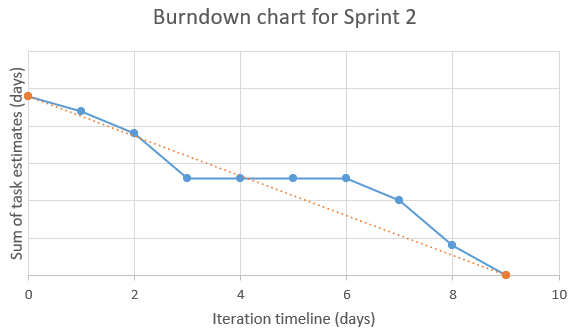 Burndown chart for Sprint 2
Sum of task estimates (days)
0 2 4 6 8 10
Iteration timeline (days)